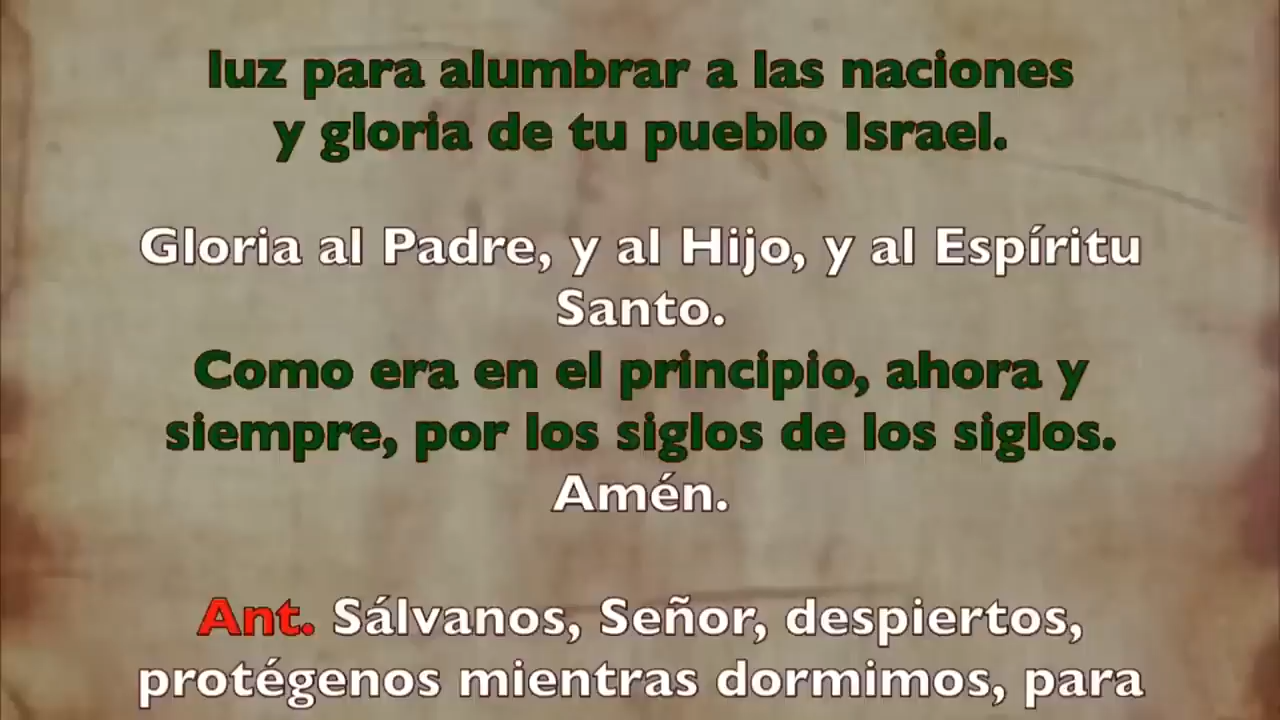 luz para alumbrar a las naciones
y gloria de tu pueblo Israel.
Gloria al Padre, y al Hijo, y al Espíritu
Santo.
Como era en el principio, ahora y
siempre, por los siglos de los siglos.
Amén.
Ant. Sálvanos, Señor, despiertos,
protégenos mientras dormimos, para